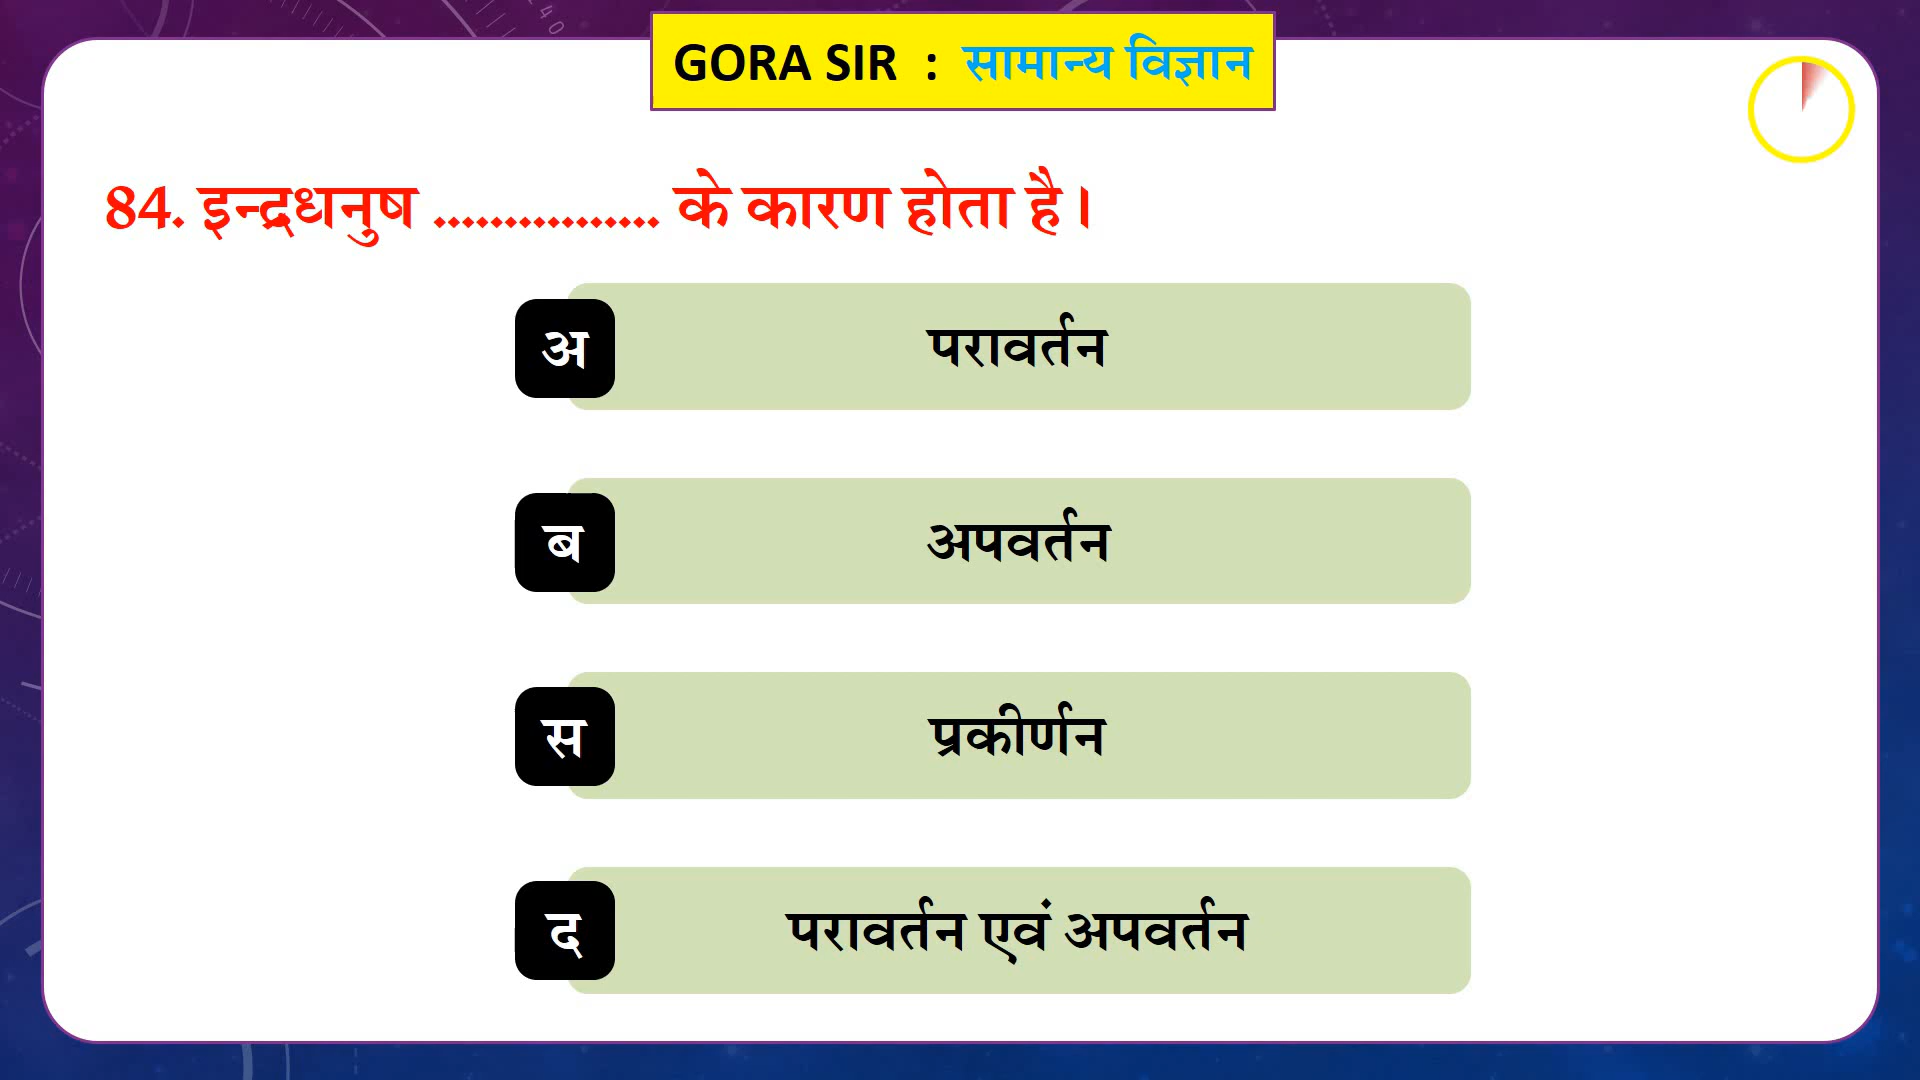 GORA SIR : सामान्य विज्ञान
84. इन्द्रधनुष ................ के कारण होता है।
अ परावर्तन
ब अपवर्तन
स प्रकीर्णन
द परावर्तन एवं अपवर्तन